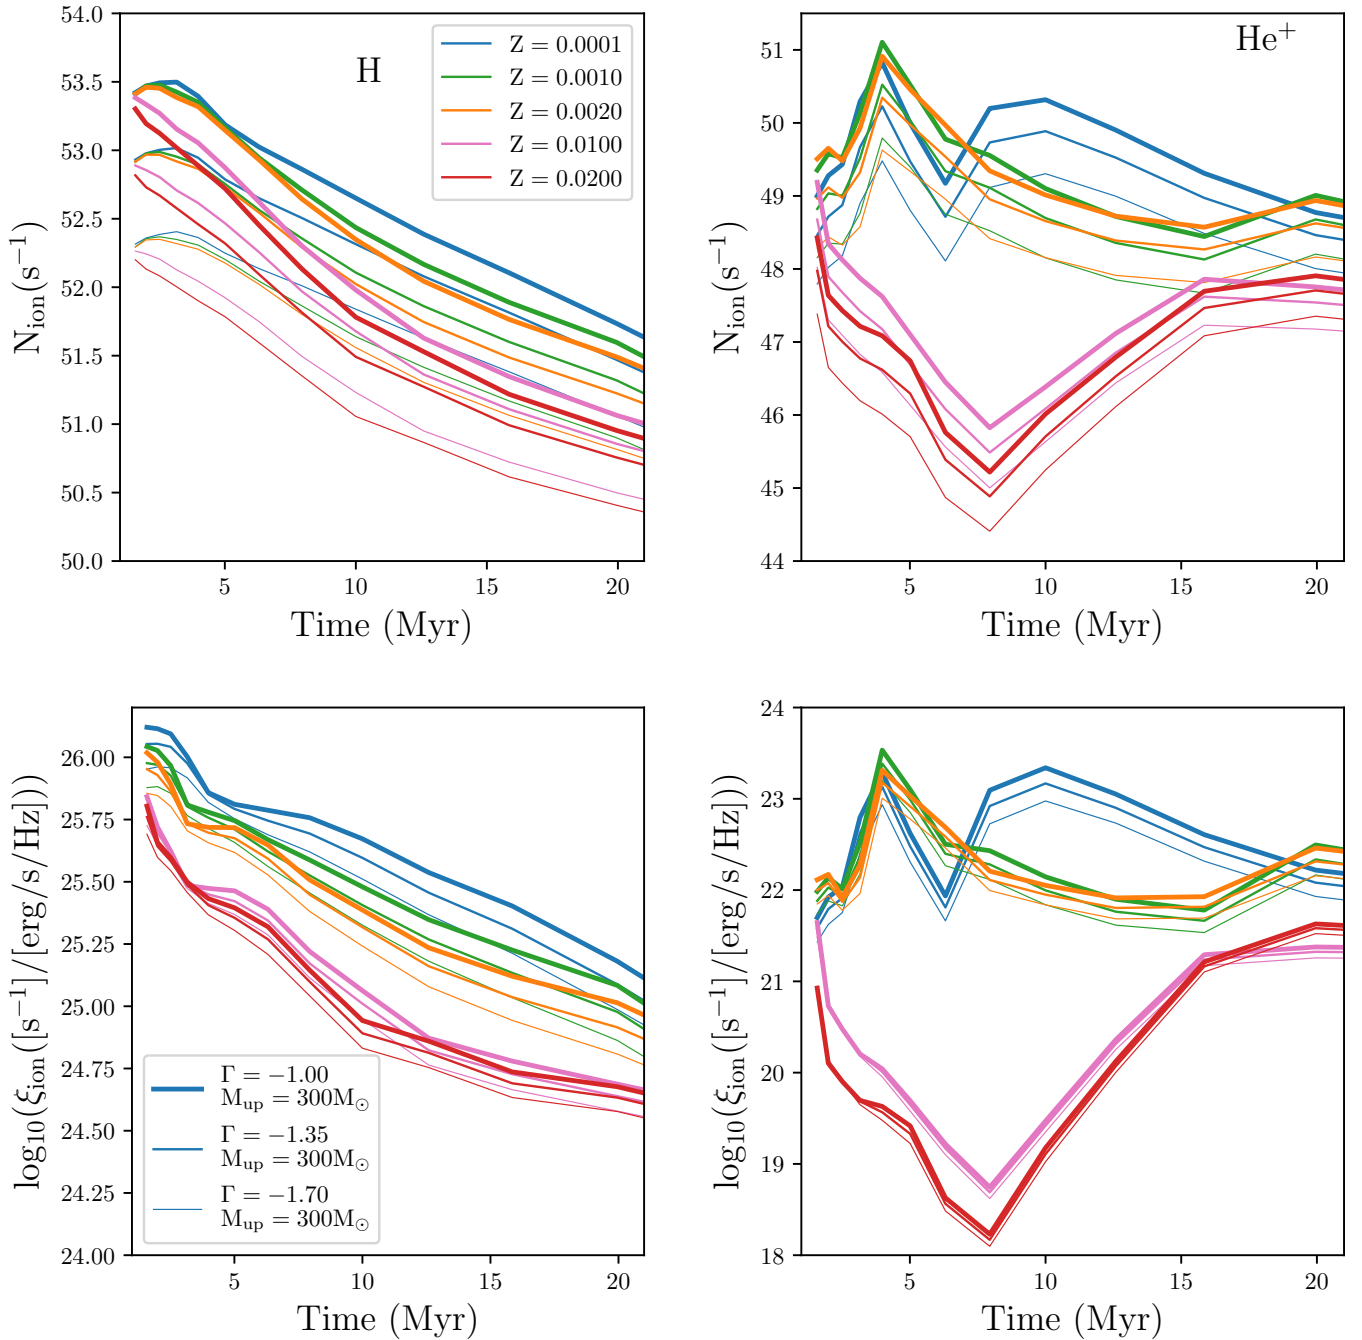 H
Z = 0.0001
Z = 0.0010
Z = 0.0020
Z = 0.0100
Z = 0.0200
54.0
53.5
53.0
52.5
52.0
51.5
51.0
50.5
50.0
N_ion(s⁻¹)
5 10 15 20
Time (Myr)
He⁺
51
50
49
48
47
46
45
44
N_ion(s⁻¹)
5 10 15 20
Time (Myr)
26.00
25.75
25.50
25.25
25.00
24.75
24.50
24.25
24.00
log₁₀(ξ_ion([s⁻¹]/[erg/s/Hz]))
Γ = −1.00
M_up = 300M_⊙
Γ = −1.35
M_up = 300M_⊙
Γ = −1.70
M_up = 300M_⊙
5 10 15 20
Time (Myr)
24
23
22
21
20
19
18
log₁₀(ξ_ion([s⁻¹]/[erg/s/Hz]))
5 10 15 20
Time (Myr)